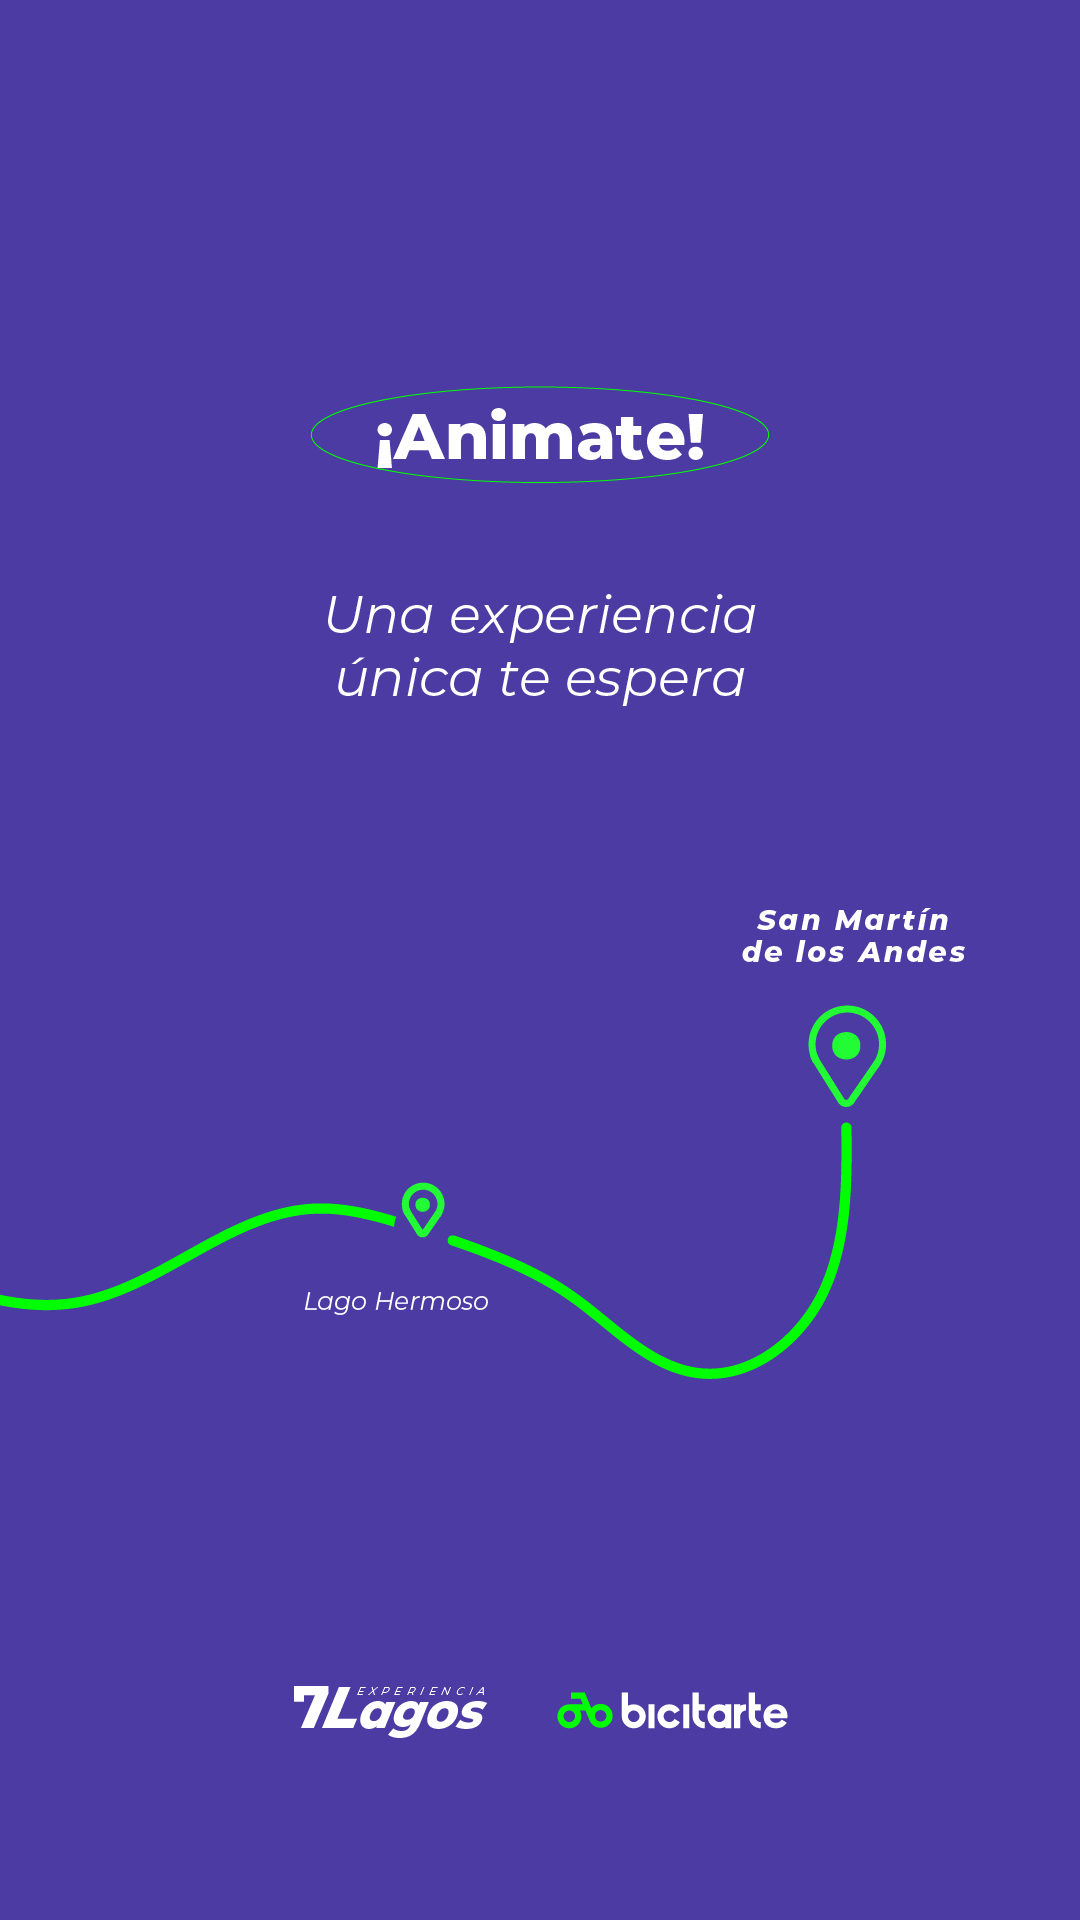 ¡Animate!
Una experiencia
única te espera
San Martín
de los Andes
Lago Hermoso
EXPERIENCIA
7Lagos
bicitarte